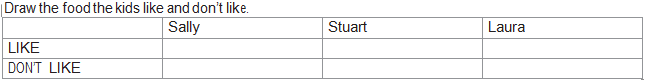 Draw the food the kids like and don't like.
Sally Stuart Laura
LIKE
DON'T LIKE